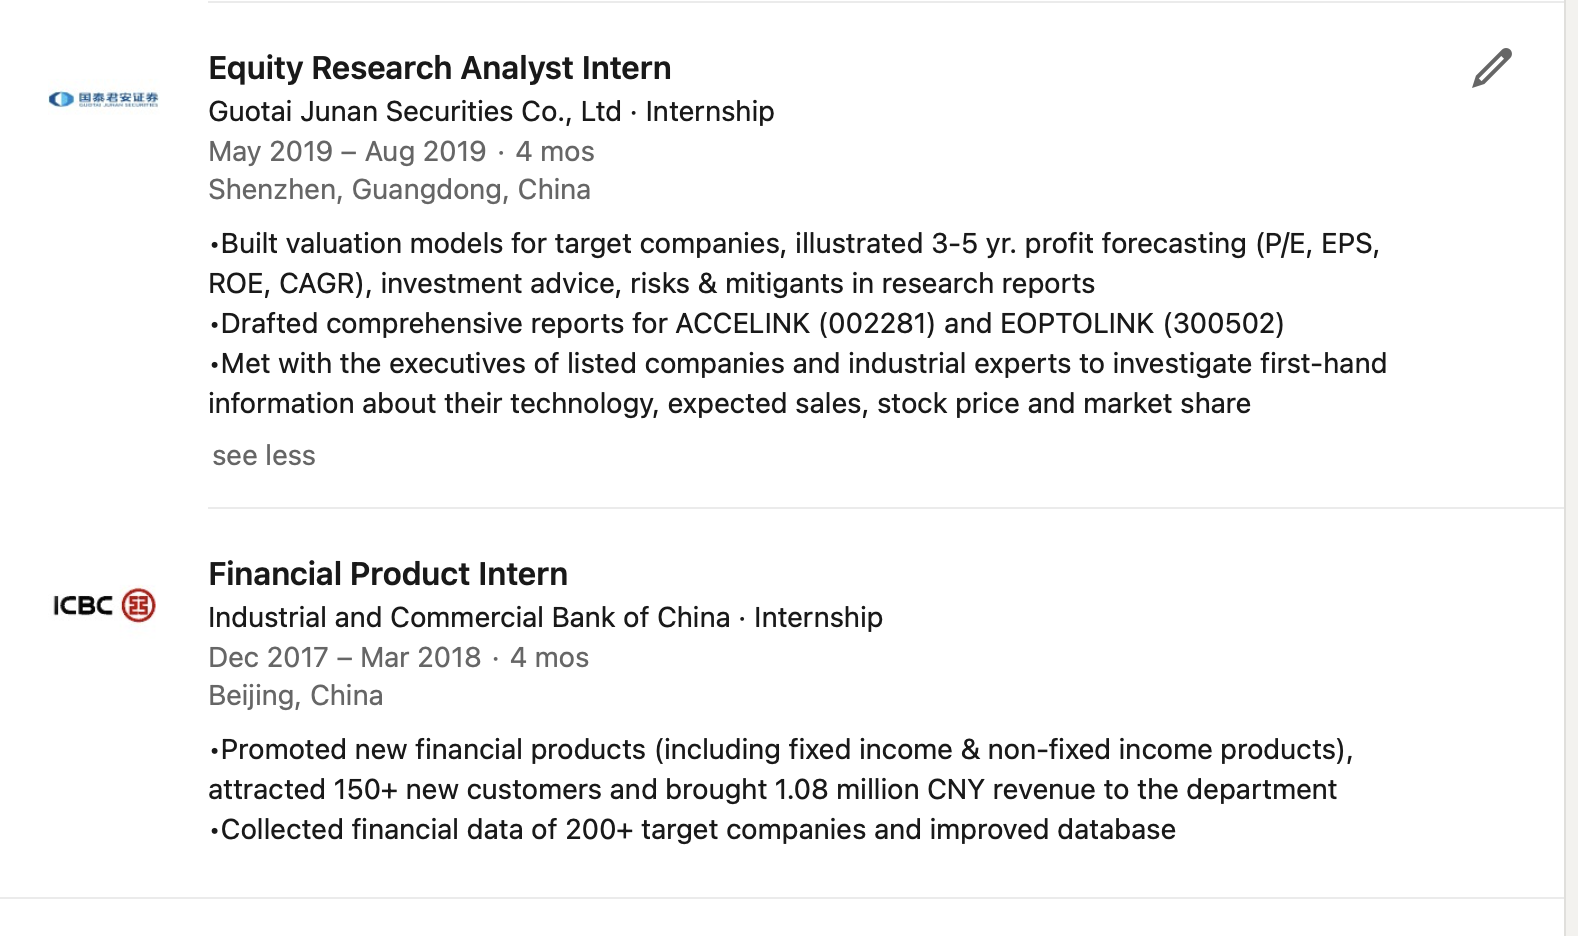 Equity Research Analyst Intern
国泰君安证券
GUOTAI JUNAN SECURITIES
Guotai Junan Securities Co., Ltd · Internship
May 2019 – Aug 2019 · 4 mos
Shenzhen, Guangdong, China
•Built valuation models for target companies, illustrated 3-5 yr. profit forecasting (P/E, EPS,
ROE, CAGR), investment advice, risks & mitigants in research reports
•Drafted comprehensive reports for ACCELINK (002281) and EOPTOLINK (300502)
•Met with the executives of listed companies and industrial experts to investigate first-hand
information about their technology, expected sales, stock price and market share
see less
Financial Product Intern
ICBC
Industrial and Commercial Bank of China · Internship
Dec 2017 – Mar 2018 · 4 mos
Beijing, China
•Promoted new financial products (including fixed income & non-fixed income products),
attracted 150+ new customers and brought 1.08 million CNY revenue to the department
•Collected financial data of 200+ target companies and improved database